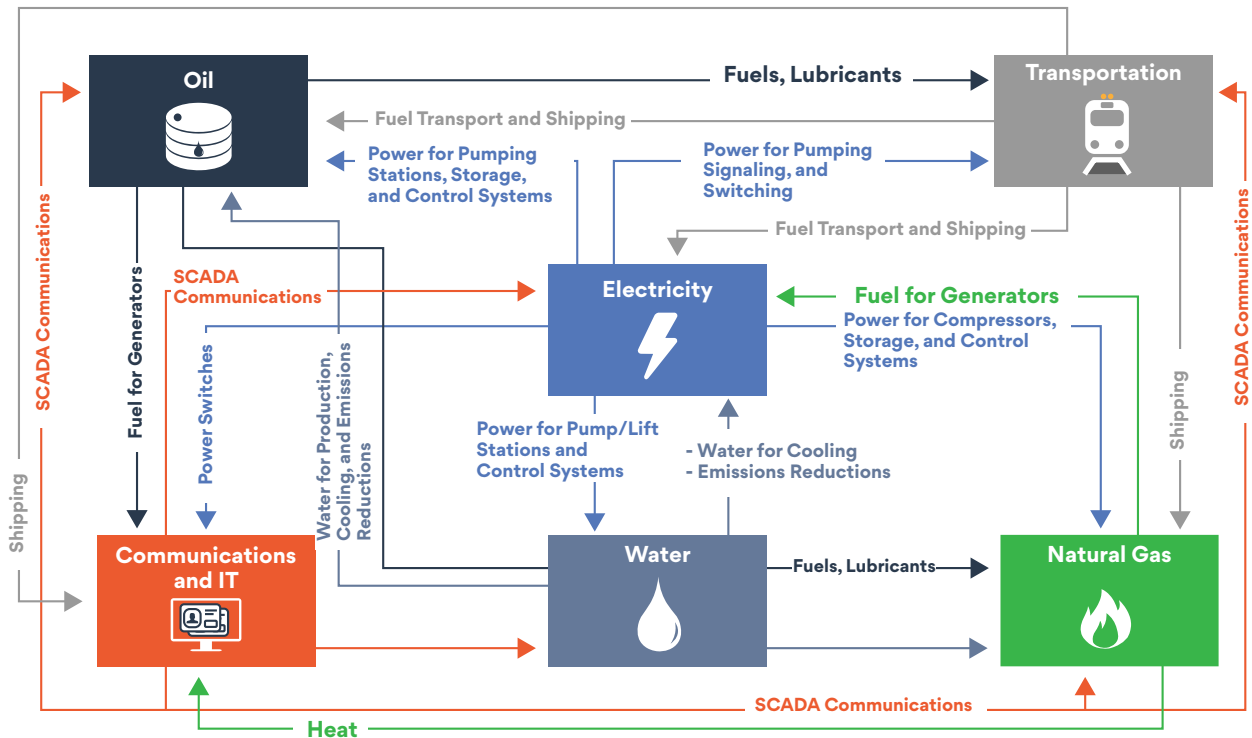 Oil
Fuels, Lubricants
Transportation
Fuel Transport and Shipping
Power for Pumping
Stations, Storage,
and Control Systems
Power for Pumping
Signaling, and
Switching
SCADA Communications
SCADA Communications
Fuel Transport and Shipping
Fuel for Generators
SCADA
Communications
Electricity
Fuel for Generators
Power for Compressors,
Storage, and Control
Systems
Power Switches
Water for Production,
Cooling, and Emissions
Reductions
Shipping
Power for Pump/Lift
Stations and
Control Systems
- Water for Cooling
- Emissions Reductions
Shipping
Communications
and IT
Water
Fuels, Lubricants
Natural Gas
SCADA Communications
Heat